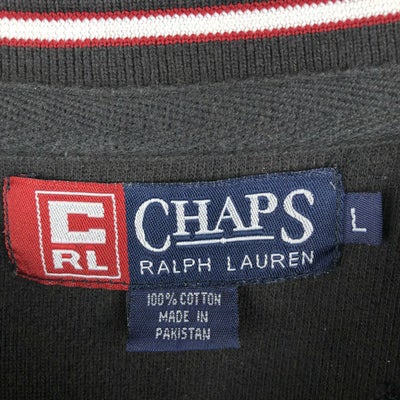 C
RL
CHAPS
RALPH LAUREN
L
100% COTTON
MADE IN
PAKISTAN